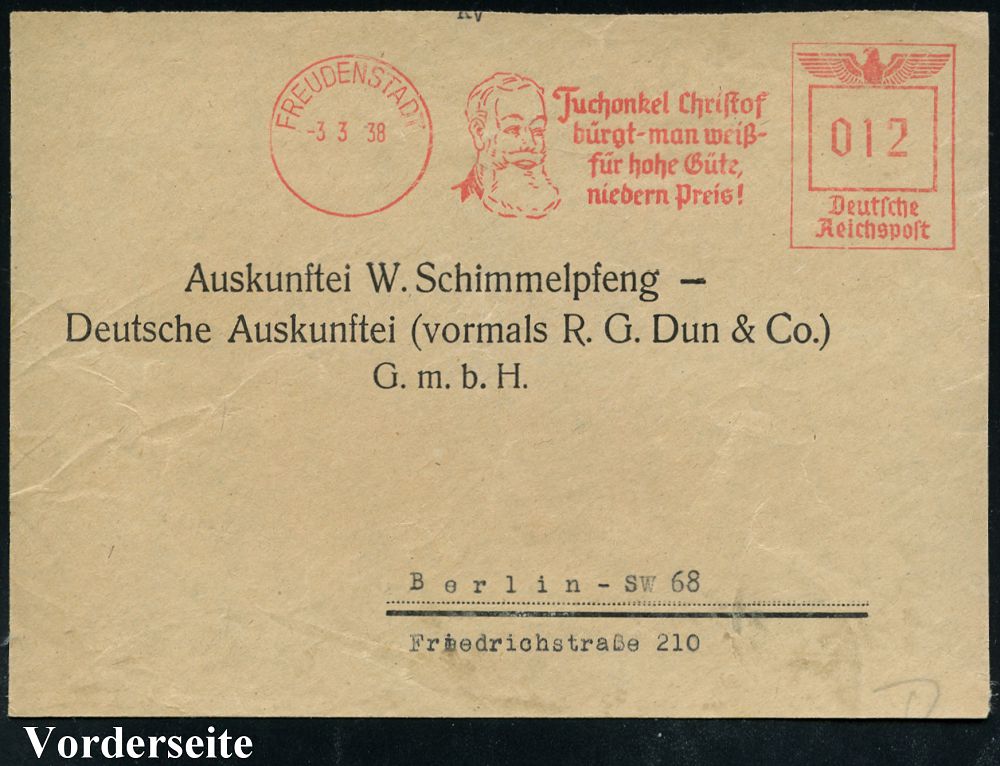 FREUDENSTADT
-3 3 38
Tuchonkel Christof
bürgt-man weiß-
für hohe Güte,
niedern Preis!
012
Deutsche
Reichspost
Auskunftei W. Schimmelpfeng —
Deutsche Auskunftei (vormals R. G. Dun & Co.)
G. m. b. H.
Berlin - SW 68
Friedrichstraße 210
Vorderseite